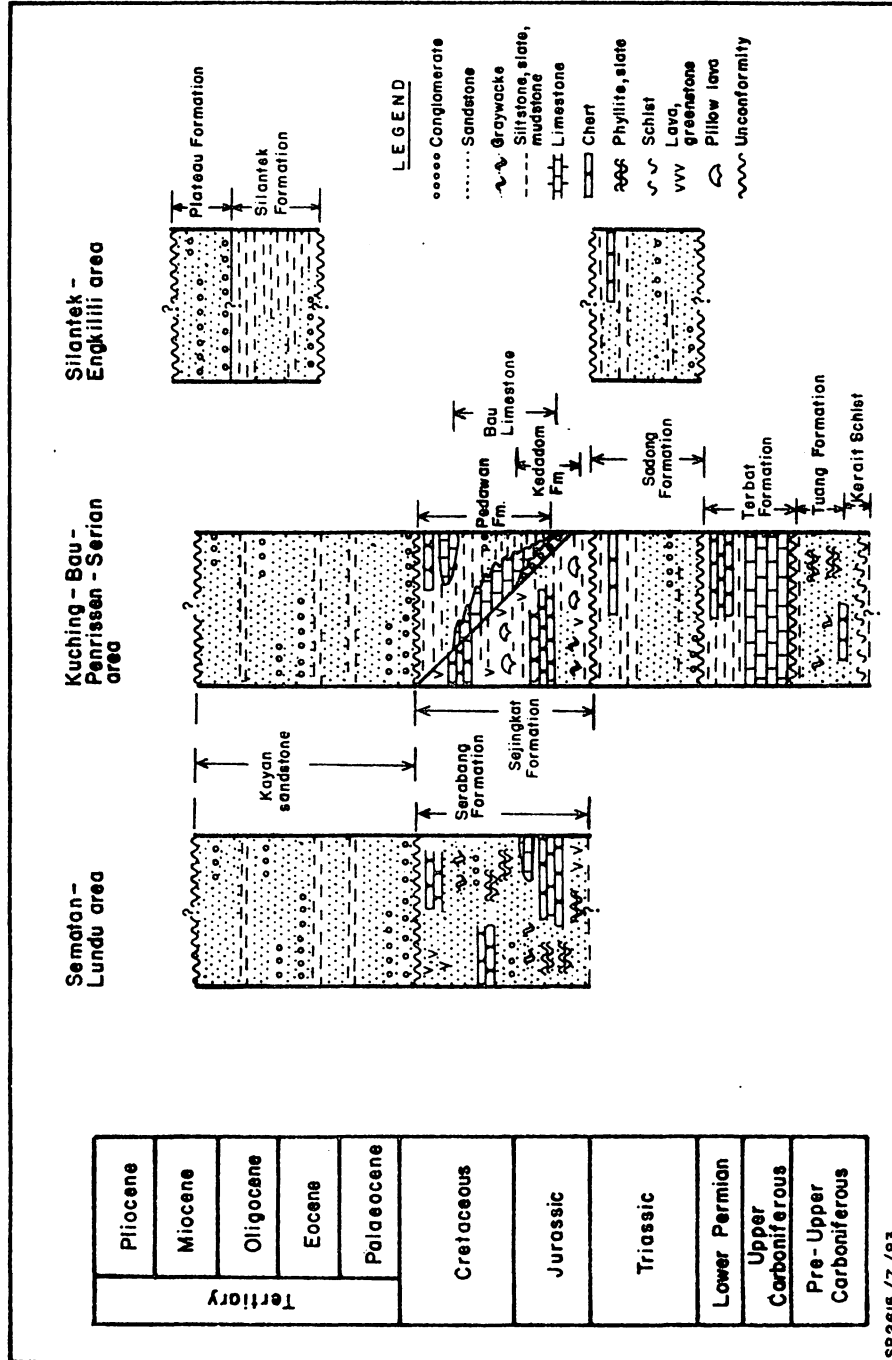 Sematan-
Lundu area
Kuching-Bau-
Penrissen-Serian
area
Silantek-
Engkilili area
Tertiary
Pliocene
Miocene
Oligocene
Eocene
Palaeocene
Cretaceous
Jurassic
Triassic
Lower Permian
Upper
Carboniferous
Pre-Upper
Carboniferous
Kayan
sandstone
Serabang
Formation
Sejingkat
Formation
Pedawan
Fm.
Bau
Limestone
Kedadom
Fm
Sadong
Formation
Terbat
Formation
Tuang Formation
Kerait Schist
Plateau Formation
Silantek
Formation
?
?
?
?
?
?
?
?
LEGEND
Conglomerate
Sandstone
Graywacke
Siltstone, slate,
mudstone
Limestone
Chert
Phyllite, slate
Schist
Lava,
greenstone
Pillow lava
Unconformity